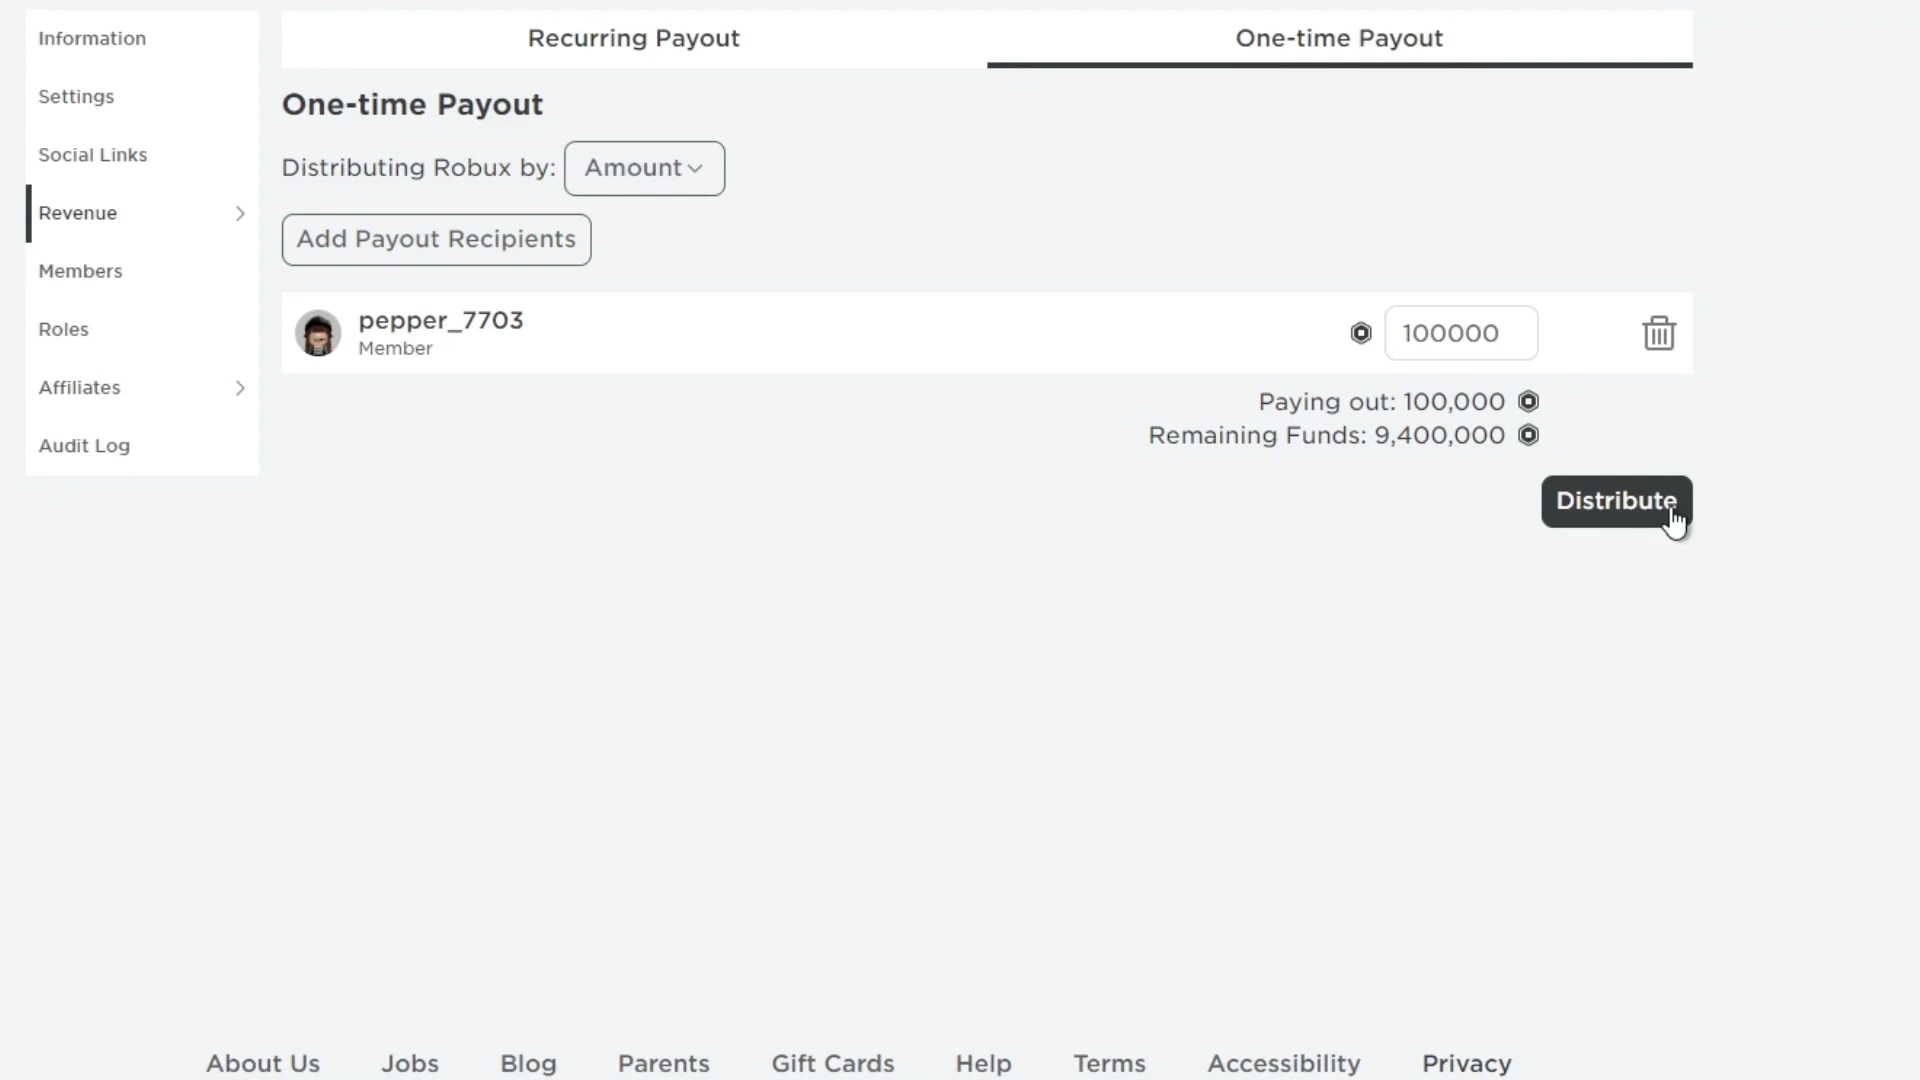 Information
Settings
Social Links
Revenue
Members
Roles
Affiliates
Audit Log
Recurring Payout
One-time Payout
One-time Payout
Distributing Robux by: Amount
Add Payout Recipients
pepper_7703
Member
100000
Paying out: 100,000
Remaining Funds: 9,400,000
Distribute
About Us Jobs Blog Parents Gift Cards Help Terms Accessibility Privacy